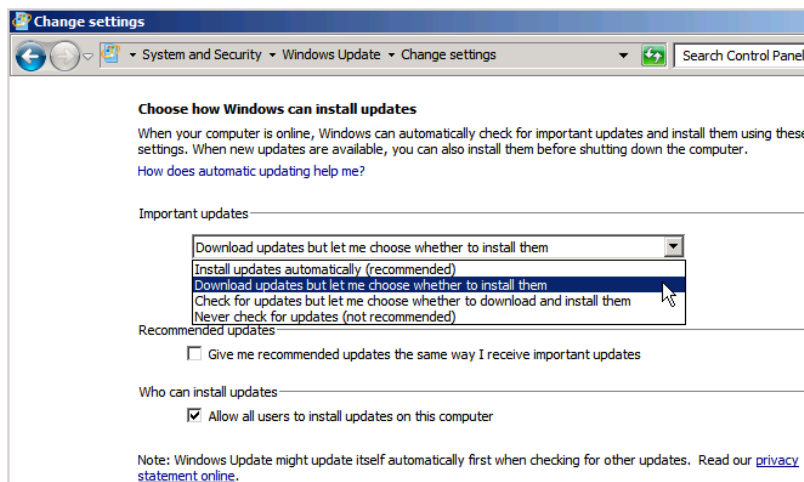 Change settings
System and Security Windows Update Change settings
Search Control Panel
Choose how Windows can install updates
When your computer is online, Windows can automatically check for important updates and install them using these
settings. When new updates are available, you can also install them before shutting down the computer.
How does automatic updating help me?
Important updates
Download updates but let me choose whether to install them
Install updates automatically (recommended)
Download updates but let me choose whether to install them
Check for updates but let me choose whether to download and install them
Never check for updates (not recommended)
Recommended updates
Give me recommended updates the same way I receive important updates
Who can install updates
Allow all users to install updates on this computer
Note: Windows Update might update itself automatically first when checking for other updates. Read our privacy
statement online.